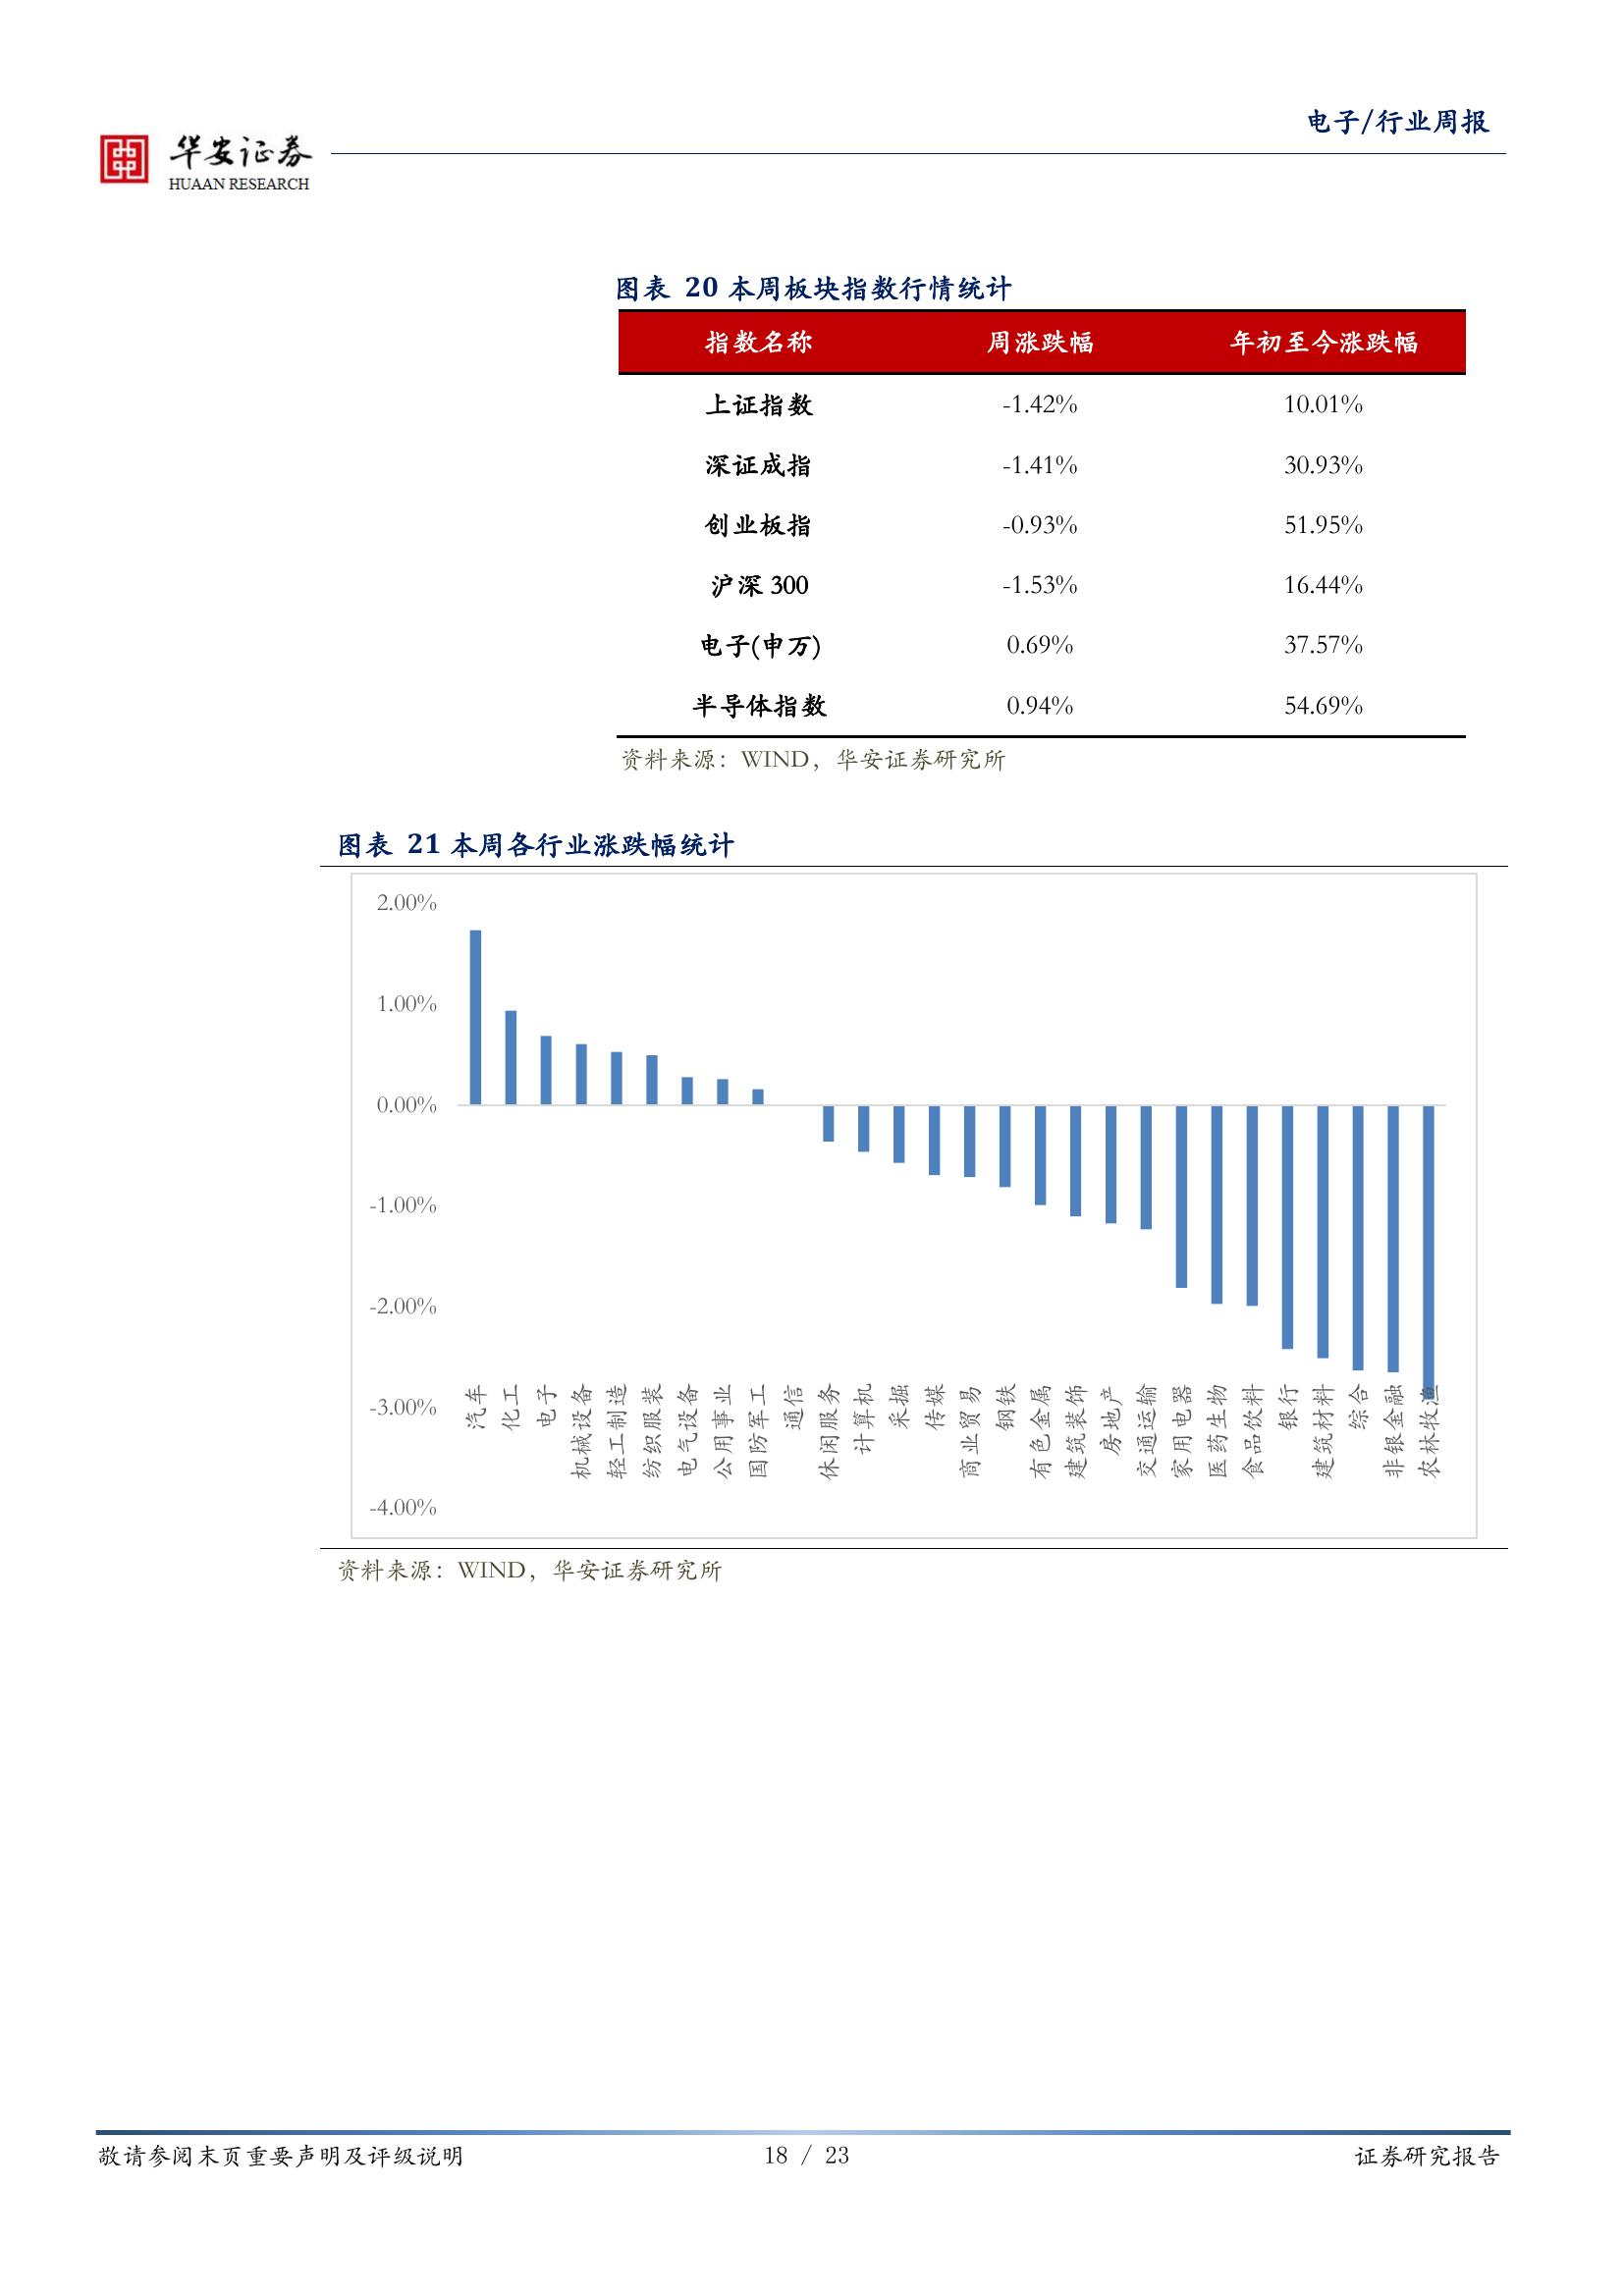 电子/行业周报
华安证券
HUAAN RESEARCH
图表 20 本周板块指数行情统计
指数名称 周涨跌幅 年初至今涨跌幅
上证指数 -1.42% 10.01%
深证成指 -1.41% 30.93%
创业板指 -0.93% 51.95%
沪深 300 -1.53% 16.44%
电子(申万) 0.69% 37.57%
半导体指数 0.94% 54.69%
资料来源：WIND，华安证券研究所
图表 21 本周各行业涨跌幅统计
2.00%
1.00%
0.00%
-1.00%
-2.00%
-3.00%
-4.00%
汽车
化工
电子
机械设备
轻工制造
纺织服装
电气设备
公用事业
国防军工
通信
休闲服务
计算机
采掘
传媒
商业贸易
钢铁
有色金属
建筑装饰
房地产
交通运输
家用电器
医药生物
食品饮料
银行
建筑材料
综合
非银金融
农林牧渔
资料来源：WIND，华安证券研究所
敬请参阅末页重要声明及评级说明 18 / 23 证券研究报告